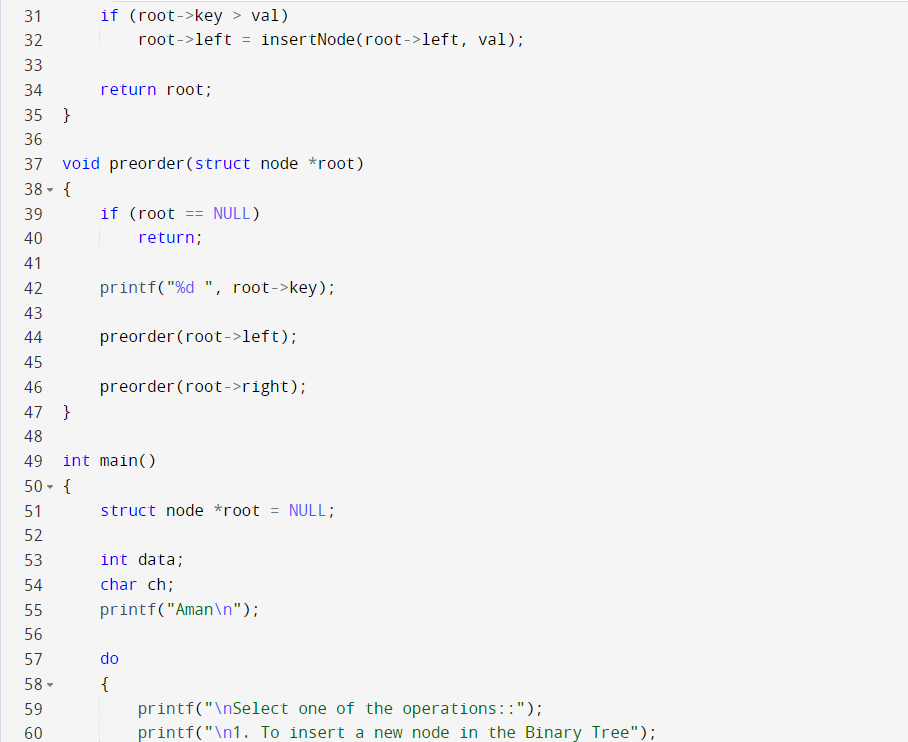 31 if (root->key > val)
32 root->left = insertNode(root->left, val);
33
34 return root;
35 }
36
37 void preorder(struct node *root)
38 {
39 if (root == NULL)
40 return;
41
42 printf("%d ", root->key);
43
44 preorder(root->left);
45
46 preorder(root->right);
47 }
48
49 int main()
50 {
51 struct node *root = NULL;
52
53 int data;
54 char ch;
55 printf("Aman\n");
56
57 do
58 {
59 printf("\nSelect one of the operations::");
60 printf("\n1. To insert a new node in the Binary Tree");